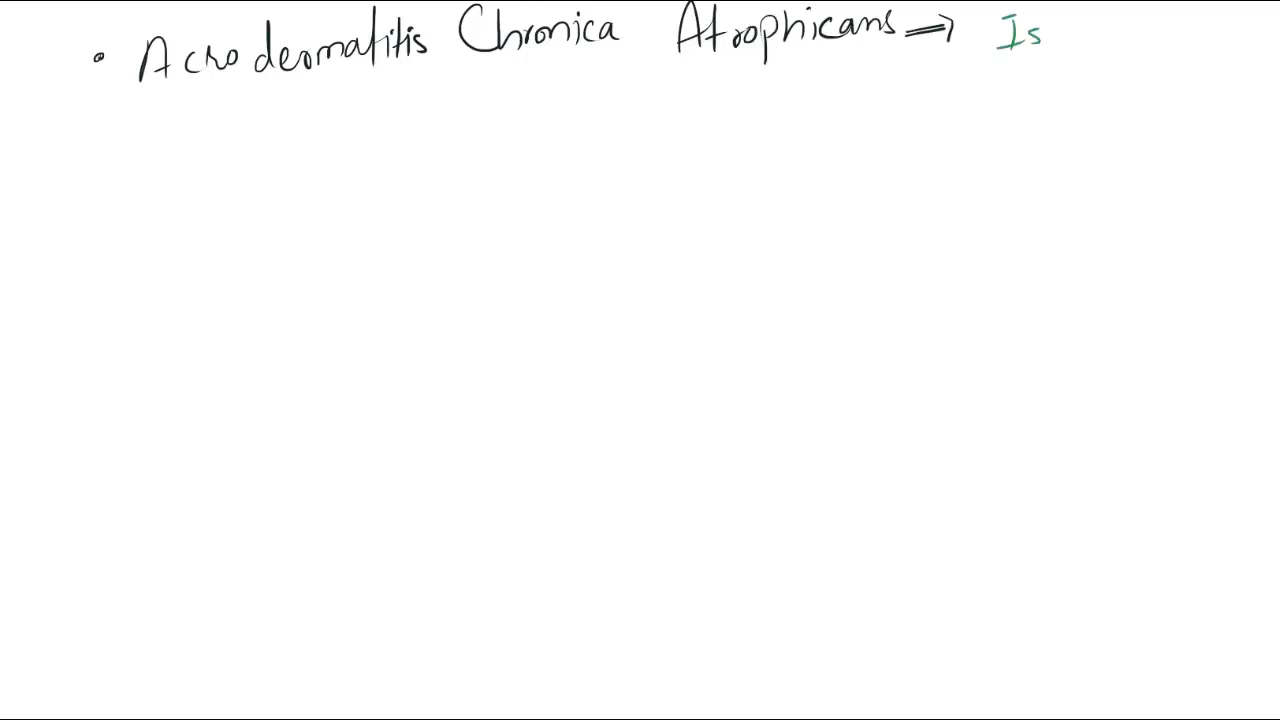 • Acrodermatitis Chronica Atrophicans ⇒ Is